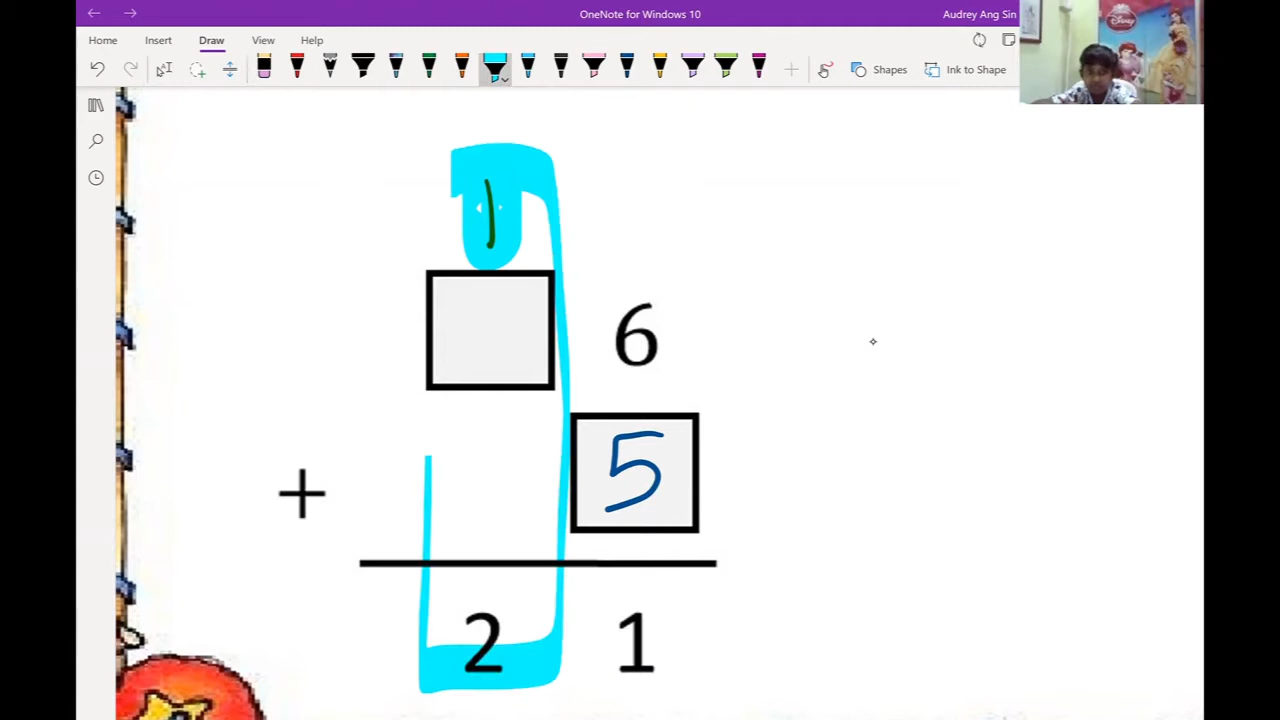 OneNote for Windows 10
Audrey Ang Sin
Home Insert Draw View Help
Shapes Ink to Shape
Disney
1
6
+ 5
2 1